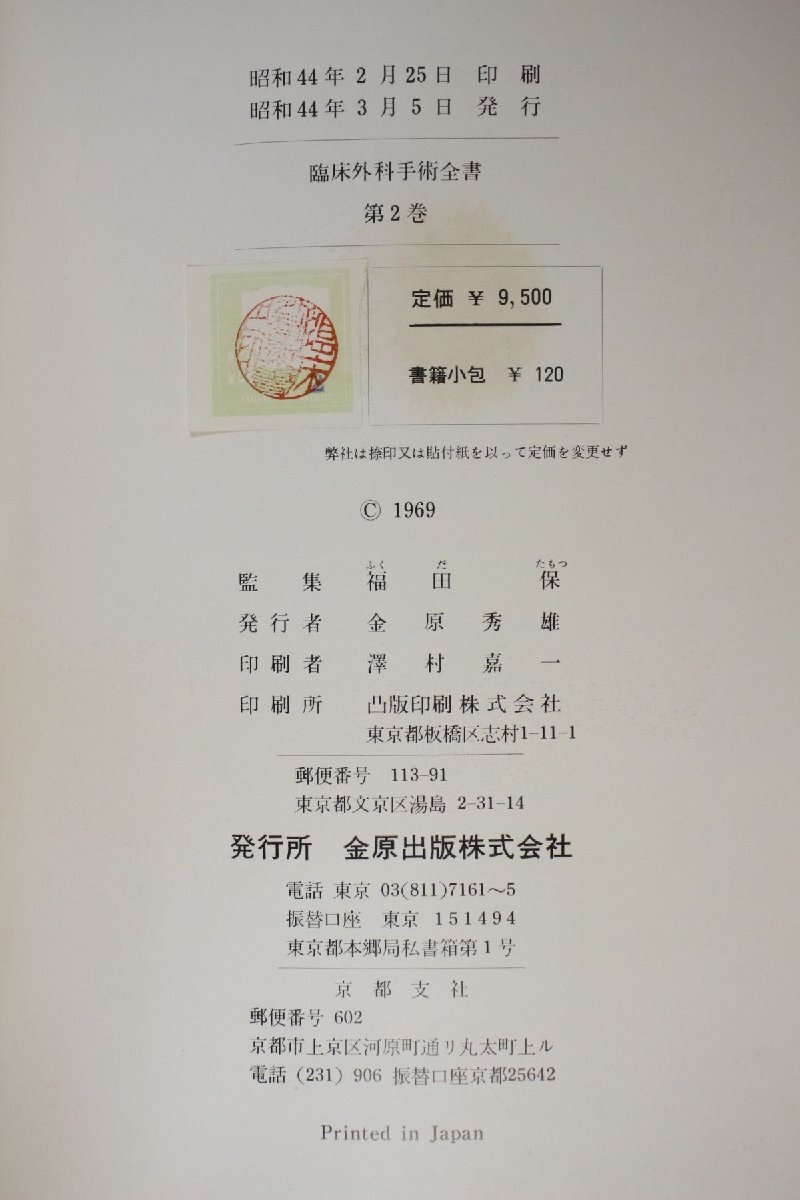 昭和44年2月25日 印刷
昭和44年3月5日 発行
臨床外科手術全書
第2巻
定価 ¥ 9,500
書籍小包 ¥ 120
弊社は捺印又は貼付紙を以って定価を変更せず
© 1969
ふく だ たもつ
監集 福田 保
発行者 金原秀雄
印刷者 澤村嘉一
印刷所 凸版印刷株式会社
東京都板橋区志村1-11-1
郵便番号 113-91
東京都文京区湯島 2-31-14
発行所 金原出版株式会社
電話 東京 03(811)7161〜5
振替口座 東京 151494
東京都本郷局私書箱第1号
京都支社
郵便番号 602
京都市上京区河原町通リ丸太町上ル
電話 (231) 906 振替口座京都25642
Printed in Japan